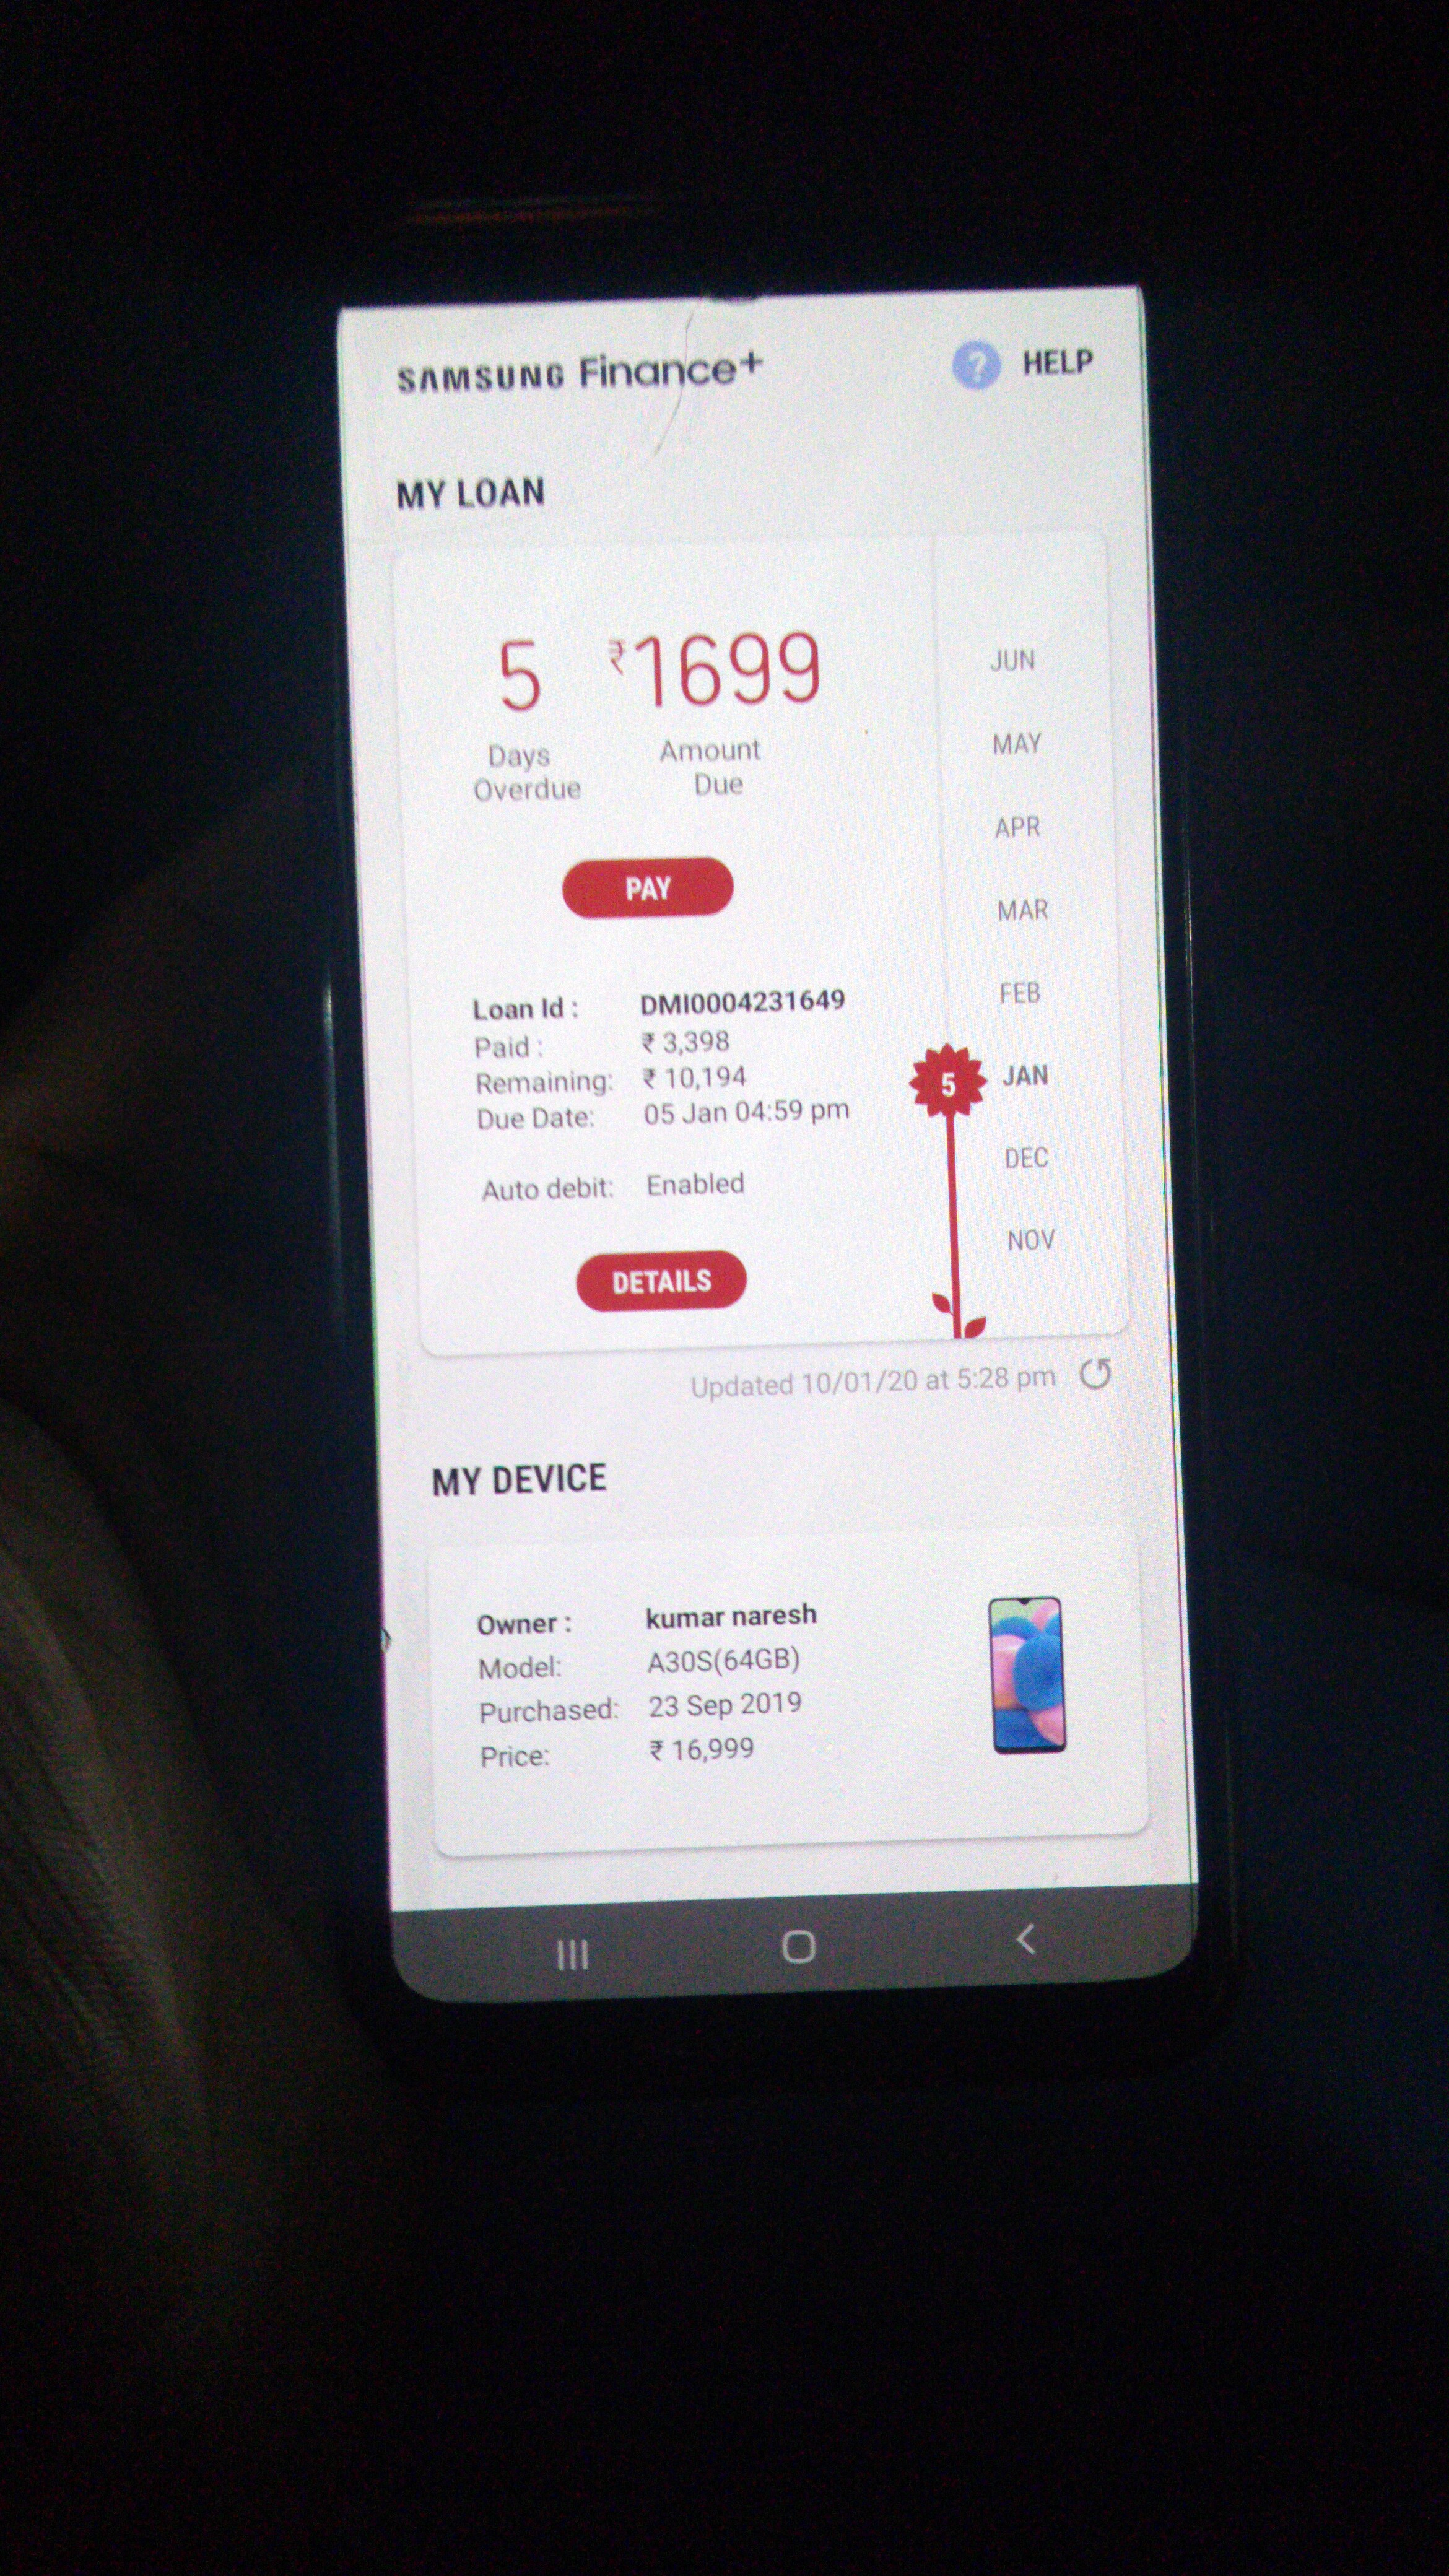 SAMSUNG Finance+
? HELP
MY LOAN
5 ₹1699
Days Overdue
Amount Due
PAY
Loan Id : DMI0004231649
Paid : ₹ 3,398
Remaining: ₹ 10,194
Due Date: 05 Jan 04:59 pm
Auto debit: Enabled
DETAILS
JUN
MAY
APR
MAR
FEB
5 JAN
DEC
NOV
Updated 10/01/20 at 5:28 pm
MY DEVICE
Owner : kumar naresh
Model: A30S(64GB)
Purchased: 23 Sep 2019
Price: ₹ 16,999